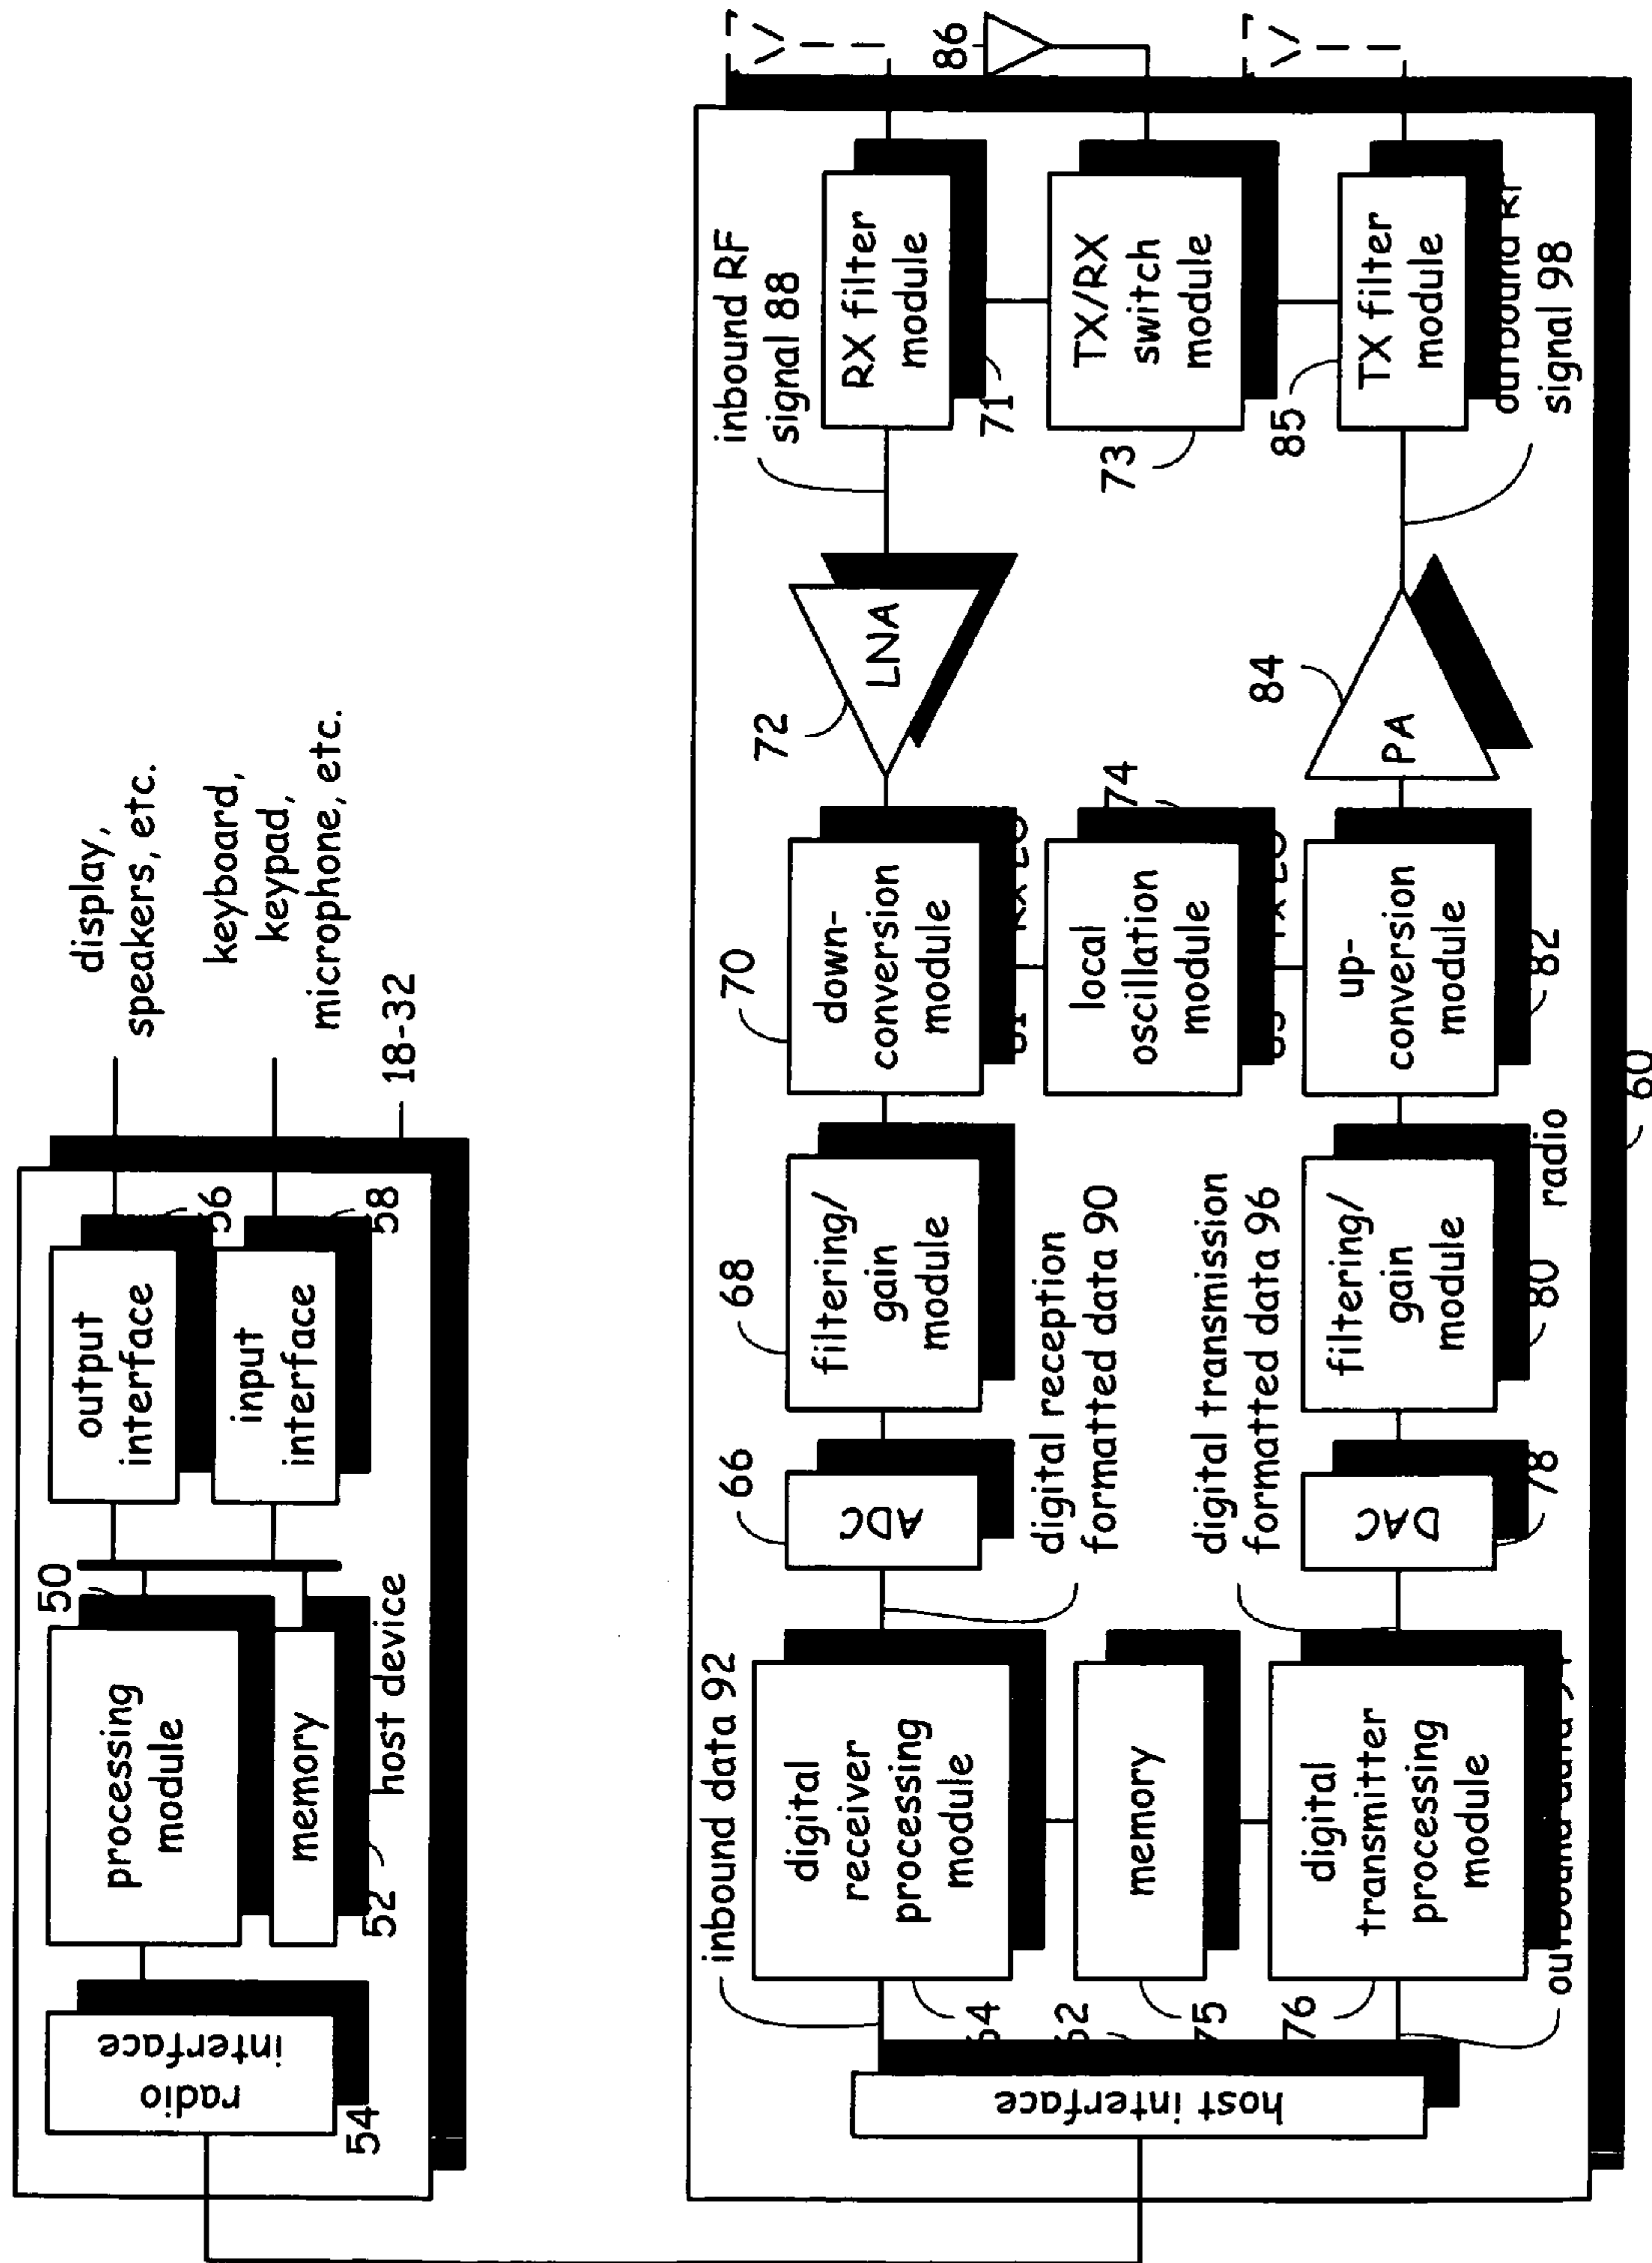 display,
speakers, etc.
keyboard,
keypad,
microphone, etc.
18-32
output
interface
56
input
interface
58
50
processing
module
memory
52
host device
radio
interface
54
86
inbound RF
signal 88
RX filter
module
71
TX/RX
switch
module
73
85
TX filter
module
outbound RF
signal 98
LNA
72
84
PA
74
70
down-
conversion
module
local
oscillation
module
up-
conversion
module
82
68
filtering/
gain
module
filtering/
gain
module
80
radio
60
66
ADC
digital reception
formatted data 90
digital transmission
formatted data 96
DAC
78
inbound data 92
digital
receiver
processing
module
64
62
memory
75
76
digital
transmitter
processing
module
outbound data
host interface